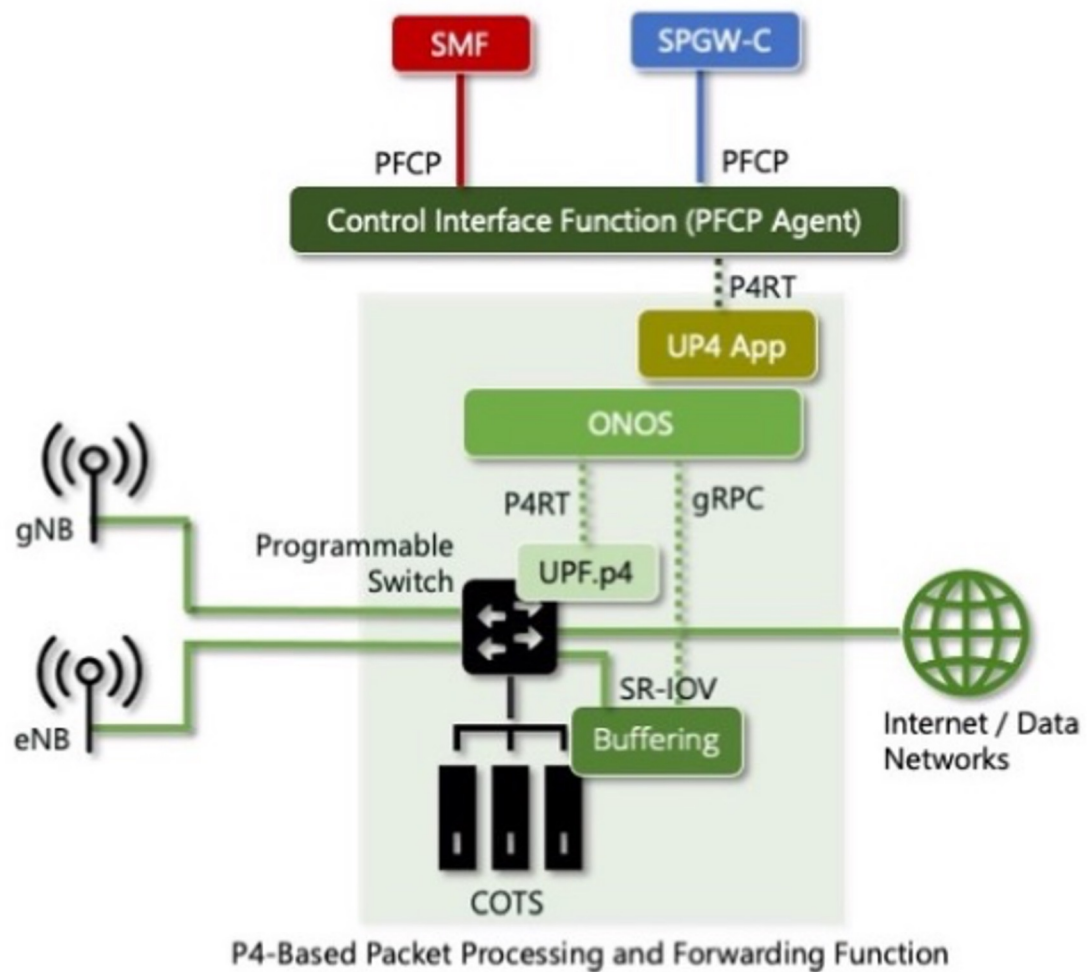 SMF
SPGW-C
PFCP
PFCP
Control Interface Function (PFCP Agent)
P4RT
UP4 App
ONOS
P4RT
gRPC
gNB
Programmable
Switch
UPF.p4
eNB
SR-IOV
Buffering
Internet / Data
Networks
COTS
P4-Based Packet Processing and Forwarding Function